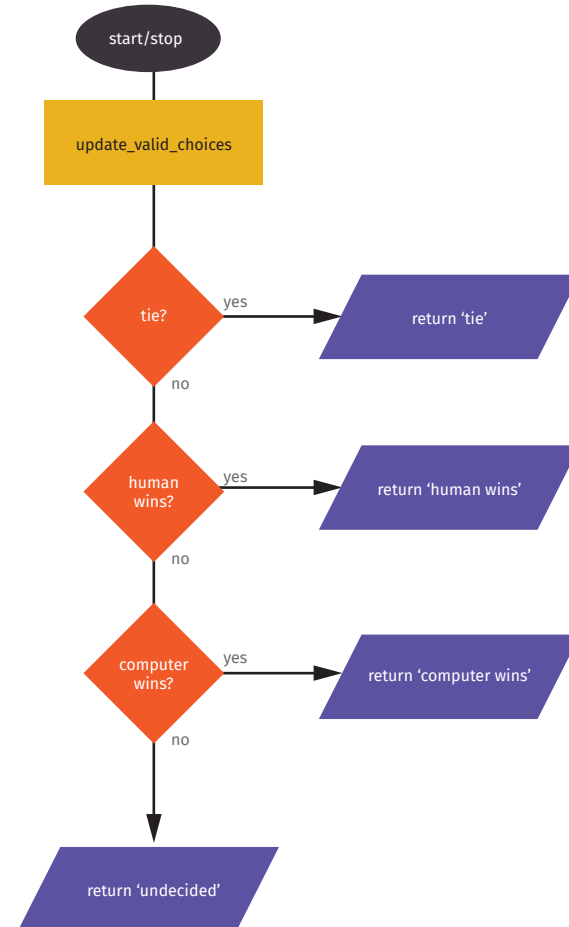 start/stop
update_valid_choices
tie?
yes
return ‘tie’
no
human
wins?
yes
return ‘human wins’
no
computer
wins?
yes
return ‘computer wins’
no
return ‘undecided’